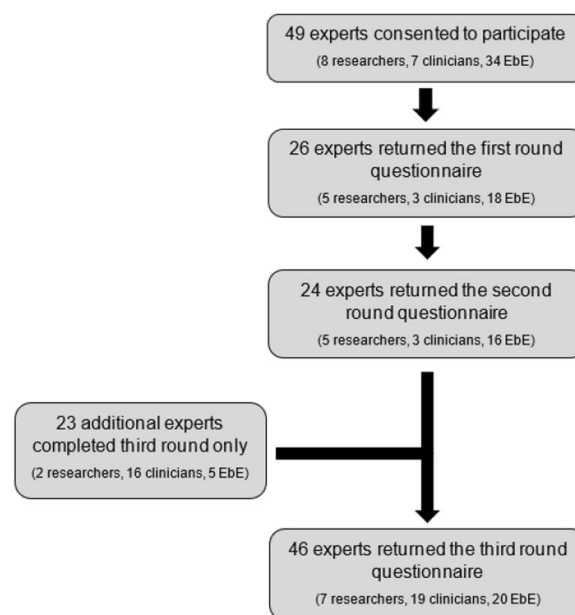 49 experts consented to participate
(8 researchers, 7 clinicians, 34 EbE)
26 experts returned the first round
questionnaire
(5 researchers, 3 clinicians, 18 EbE)
24 experts returned the second
round questionnaire
(5 researchers, 3 clinicians, 16 EbE)
23 additional experts
completed third round only
(2 researchers, 16 clinicians, 5 EbE)
46 experts returned the third round
questionnaire
(7 researchers, 19 clinicians, 20 EbE)